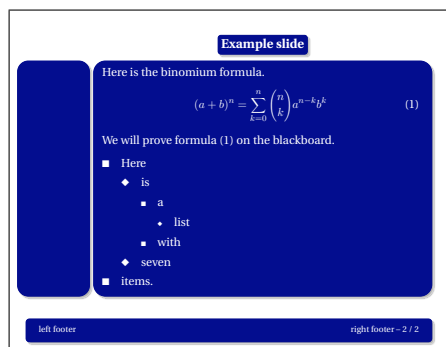 Example slide
Here is the binomium formula.
(a + b)^n = \sum_{k=0}^{n} \binom{n}{k} a^{n-k} b^k (1)
We will prove formula (1) on the blackboard.
■ Here
◆ is
■ a
◆ list
■ with
◆ seven
■ items.
left footer right footer – 2 / 2